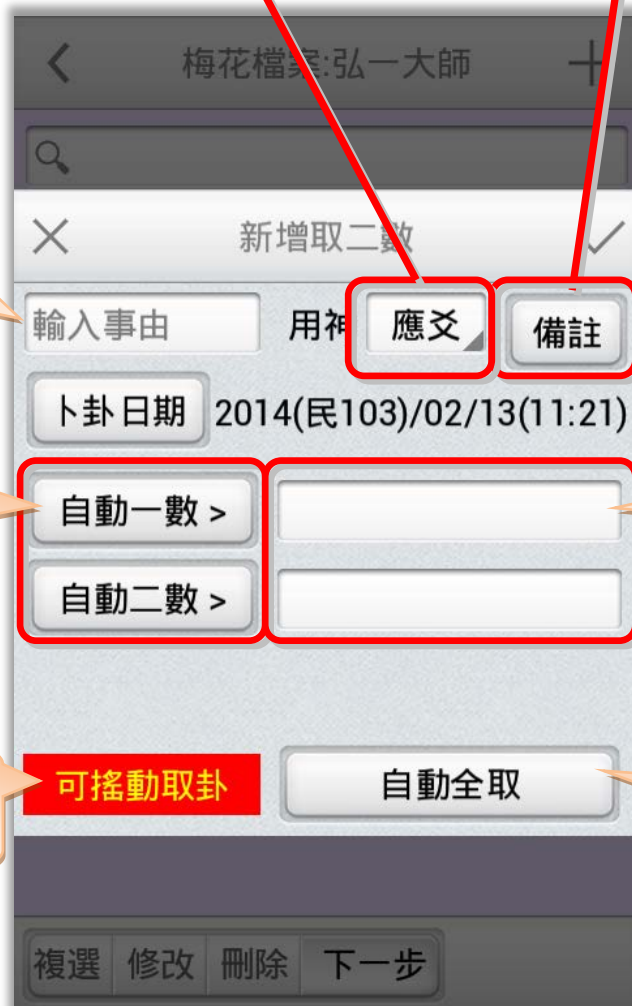 梅花檔案:弘一大師
新增取二數
輸入事由 用神 應爻 備註
卜卦日期 2014(民103)/02/13(11:21)
自動一數 >
自動二數 >
可搖動取卦 自動全取
複選 修改 刪除 下一步